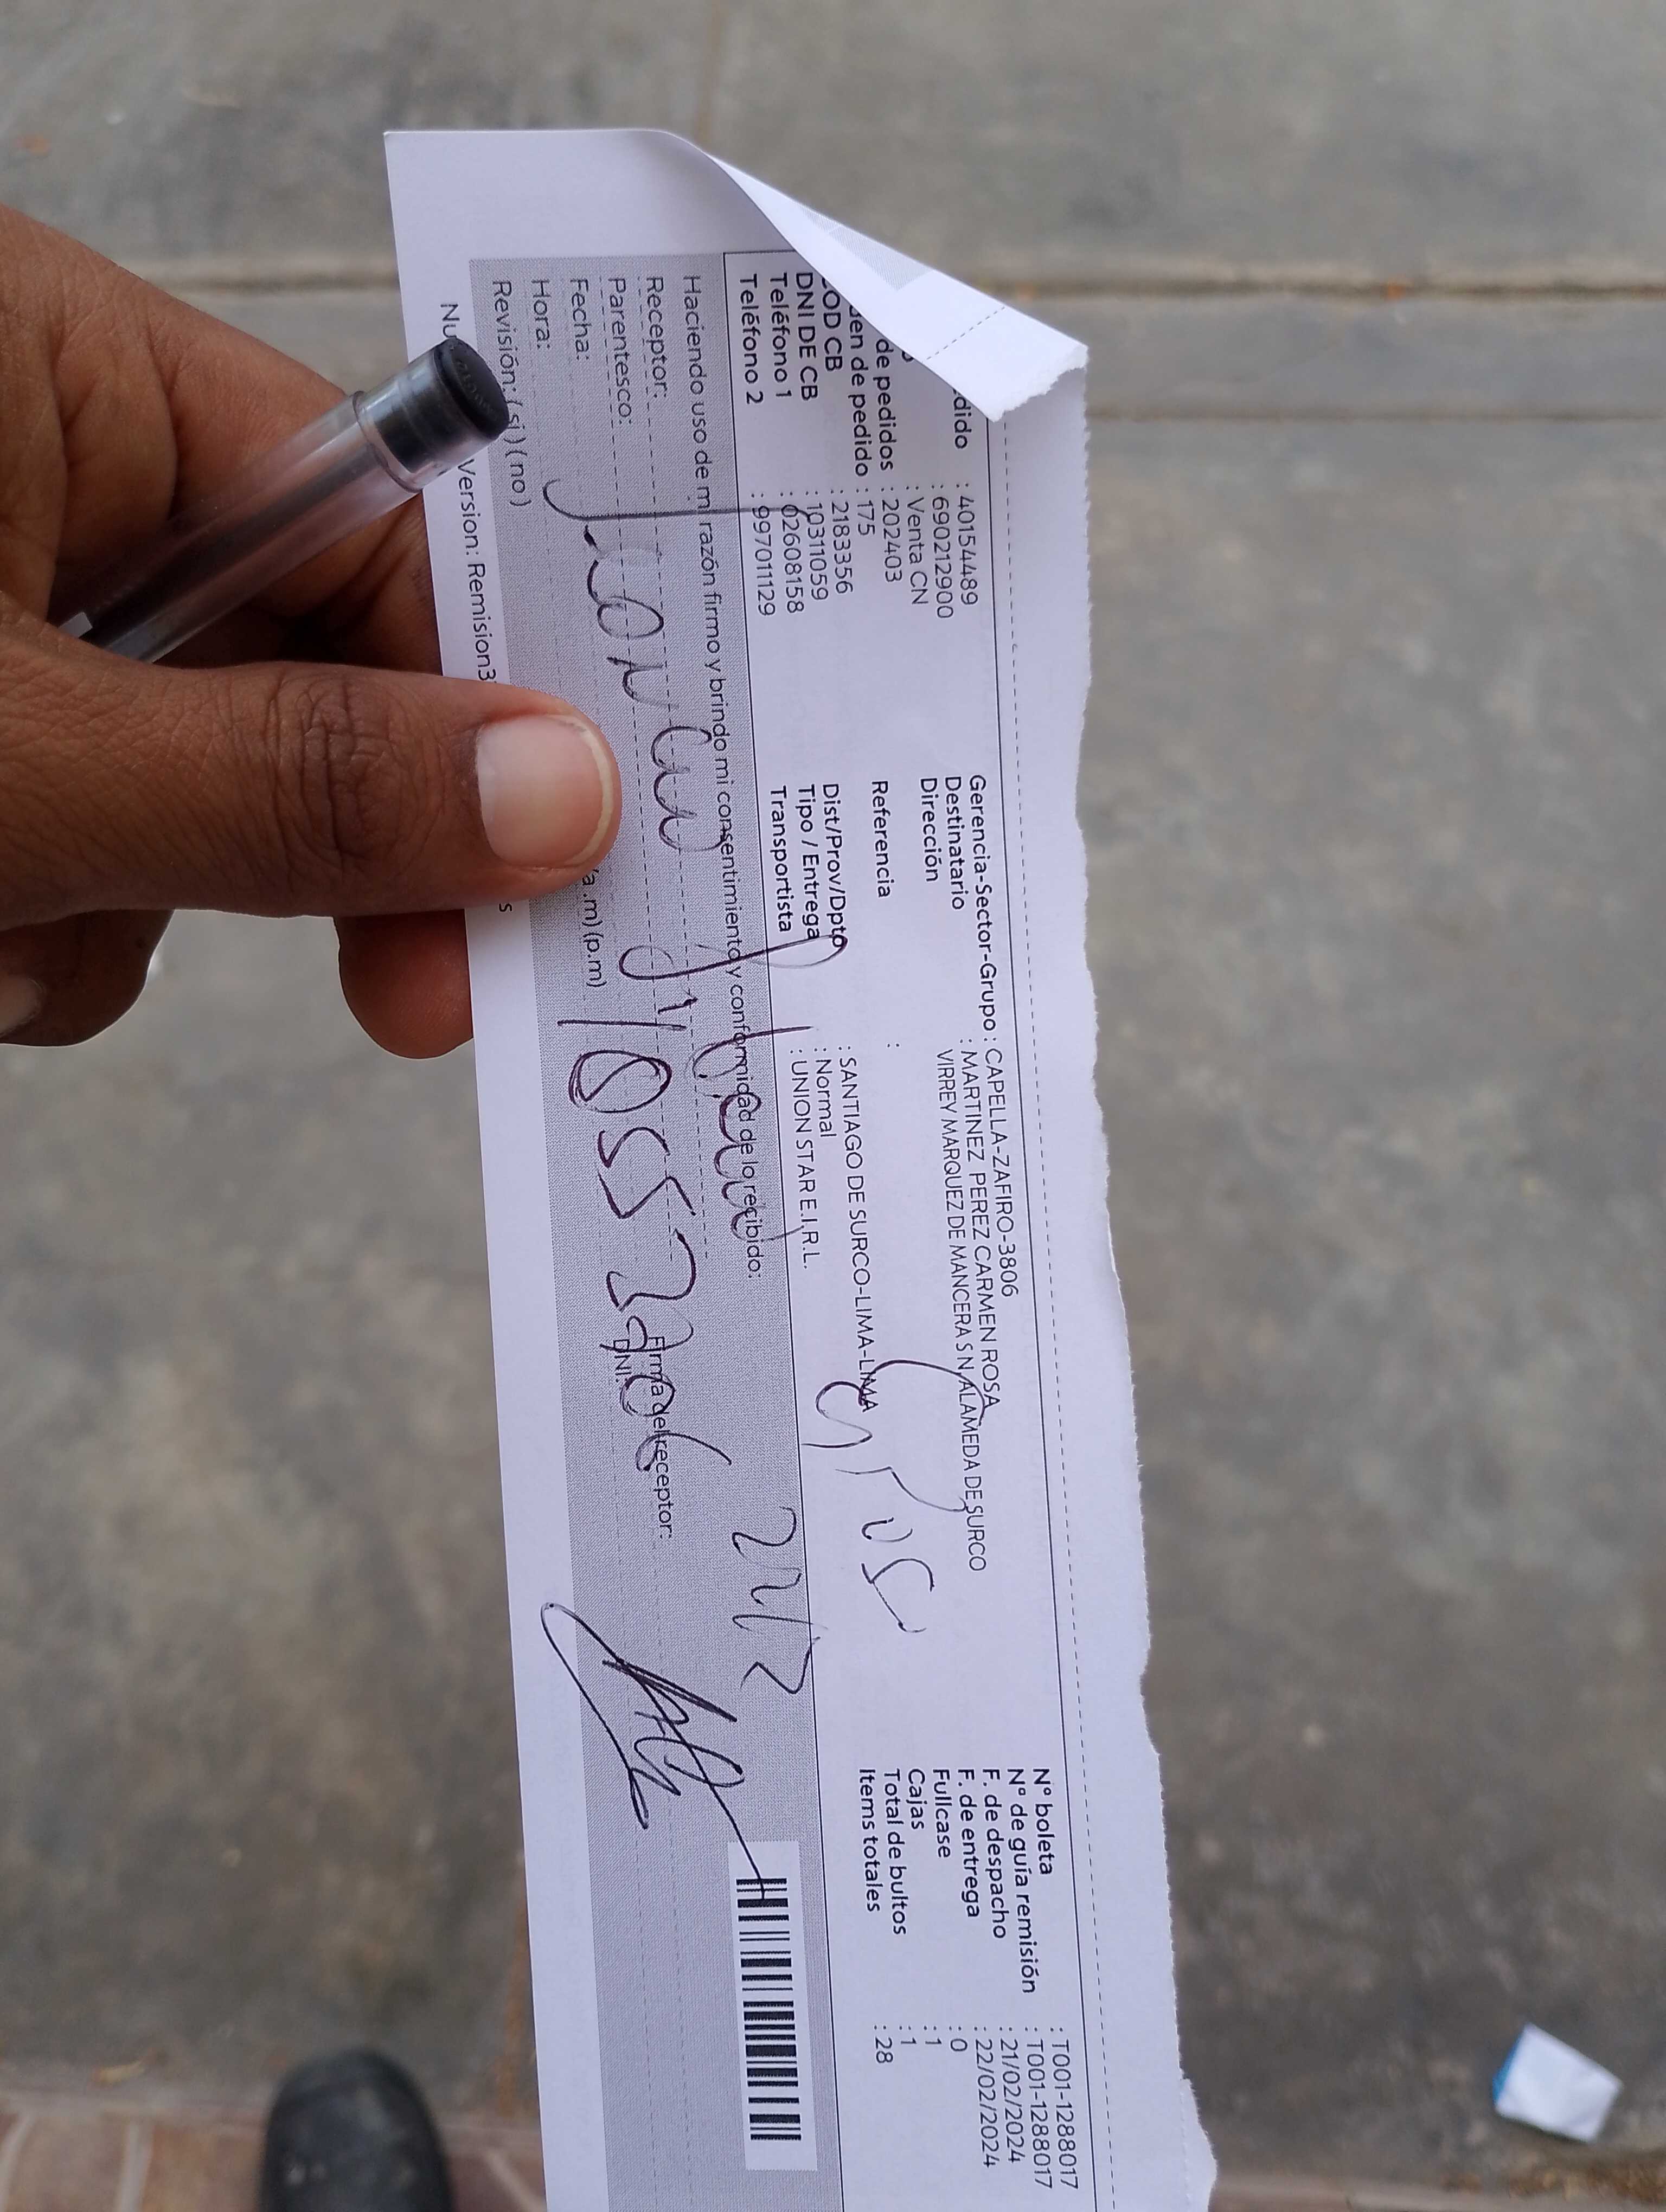 dido : 40154489
: 690212900
: Venta CN
de pedidos : 202403
den de pedido : 175
COD CB : 2183356
DNI DE CB : 10311059
Teléfono 1 : 02608158
Teléfono 2 : 997011129
Gerencia-Sector-Grupo : CAPELLA-ZAFIRO-3806
Destinatario : MARTINEZ PEREZ CARMEN ROSA
Dirección VIRREY MARQUEZ DE MANCERA S N ALAMEDA DE SURCO
Referencia :
Dist/Prov/Dpto : SANTIAGO DE SURCO-LIMA-LIMA
Tipo / Entrega : Normal
Transportista : UNION STAR E.I.R.L.
N° boleta : T001-1288017
N° de guía remisión : T001-1288017
F. de despacho : 21/02/2024
F. de entrega : 22/02/2024
Fullcase : 0
Cajas : 1
Total de bultos : 1
Items totales : 28
Haciendo uso de mi razón firmo y brindo mi consentimiento y conformidad de lo recibido:
Receptor:
Parentesco:
Fecha:
Hora: (a.m) (p.m)
Revisión: (si) (no)
Firma del receptor:
DNI:
22/2
Version: Remision3